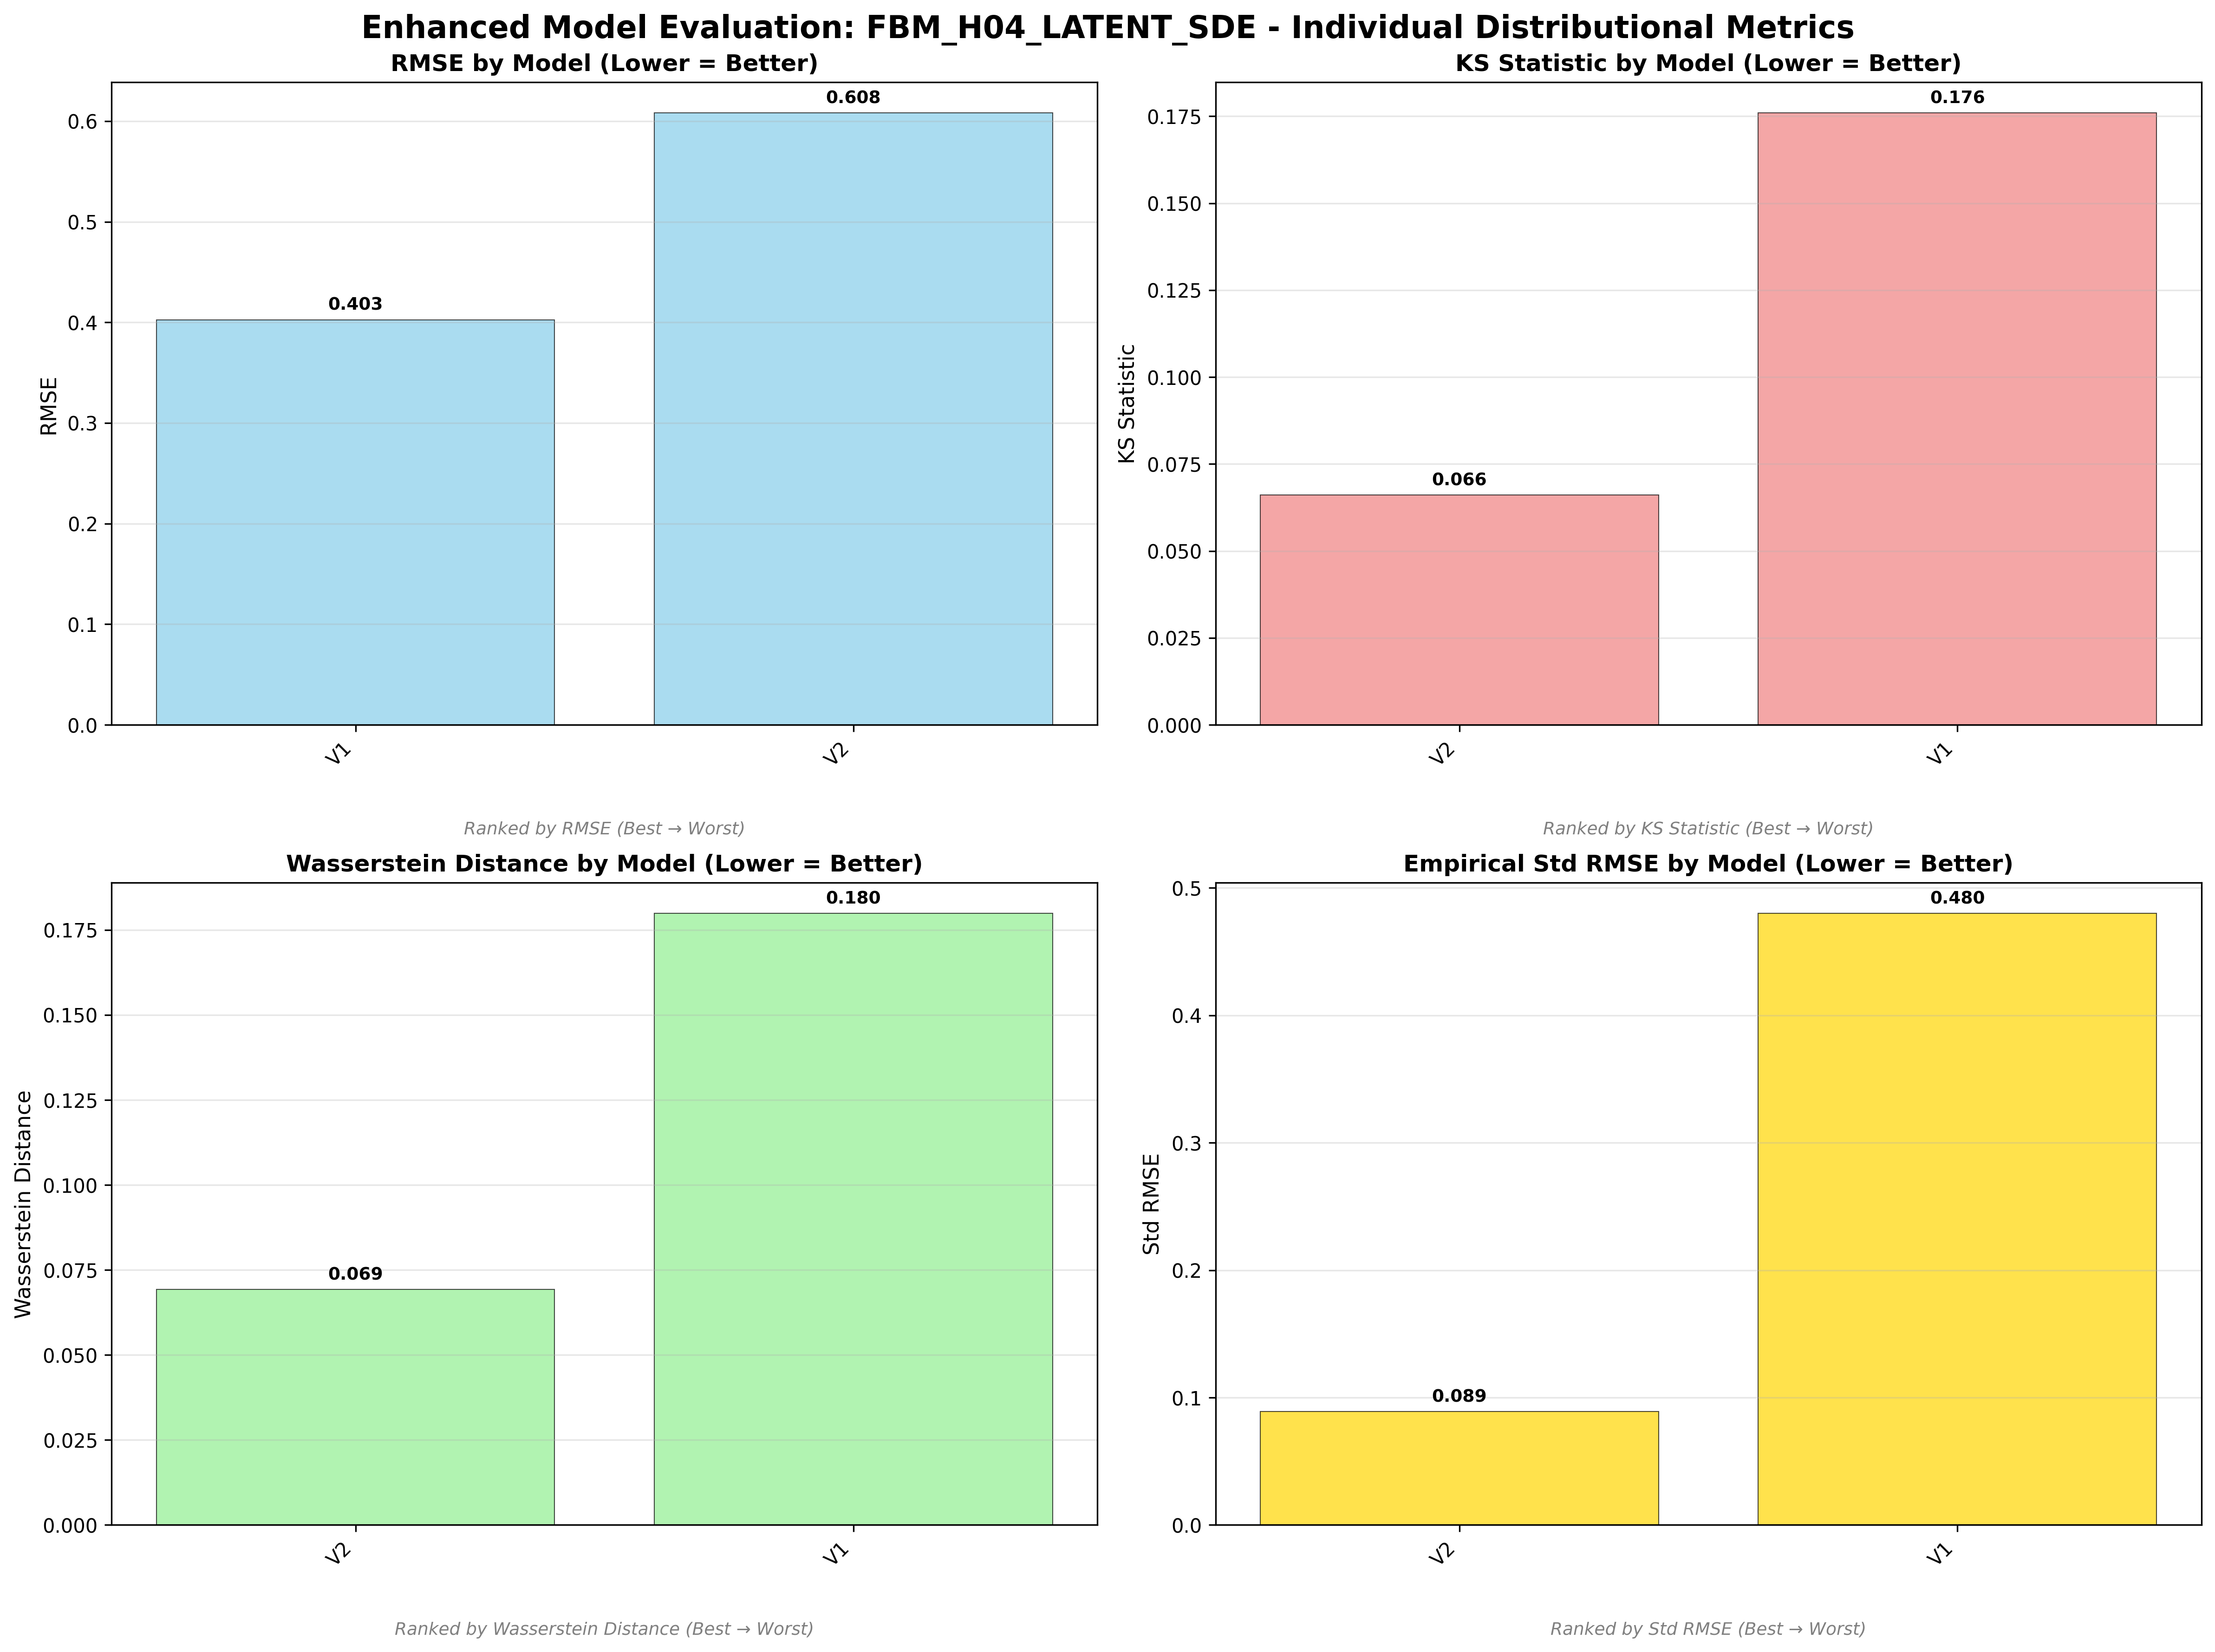 Enhanced Model Evaluation: FBM_H04_LATENT_SDE - Individual Distributional Metrics
RMSE by Model (Lower = Better)
RMSE
0.6
0.5
0.4
0.3
0.2
0.1
0.0
0.403
0.608
V1
V2
Ranked by RMSE (Best → Worst)
KS Statistic by Model (Lower = Better)
KS Statistic
0.175
0.150
0.125
0.100
0.075
0.050
0.025
0.000
0.066
0.176
V2
V1
Ranked by KS Statistic (Best → Worst)
Wasserstein Distance by Model (Lower = Better)
Wasserstein Distance
0.175
0.150
0.125
0.100
0.075
0.050
0.025
0.000
0.069
0.180
V2
V1
Ranked by Wasserstein Distance (Best → Worst)
Empirical Std RMSE by Model (Lower = Better)
Std RMSE
0.5
0.4
0.3
0.2
0.1
0.0
0.089
0.480
V2
V1
Ranked by Std RMSE (Best → Worst)